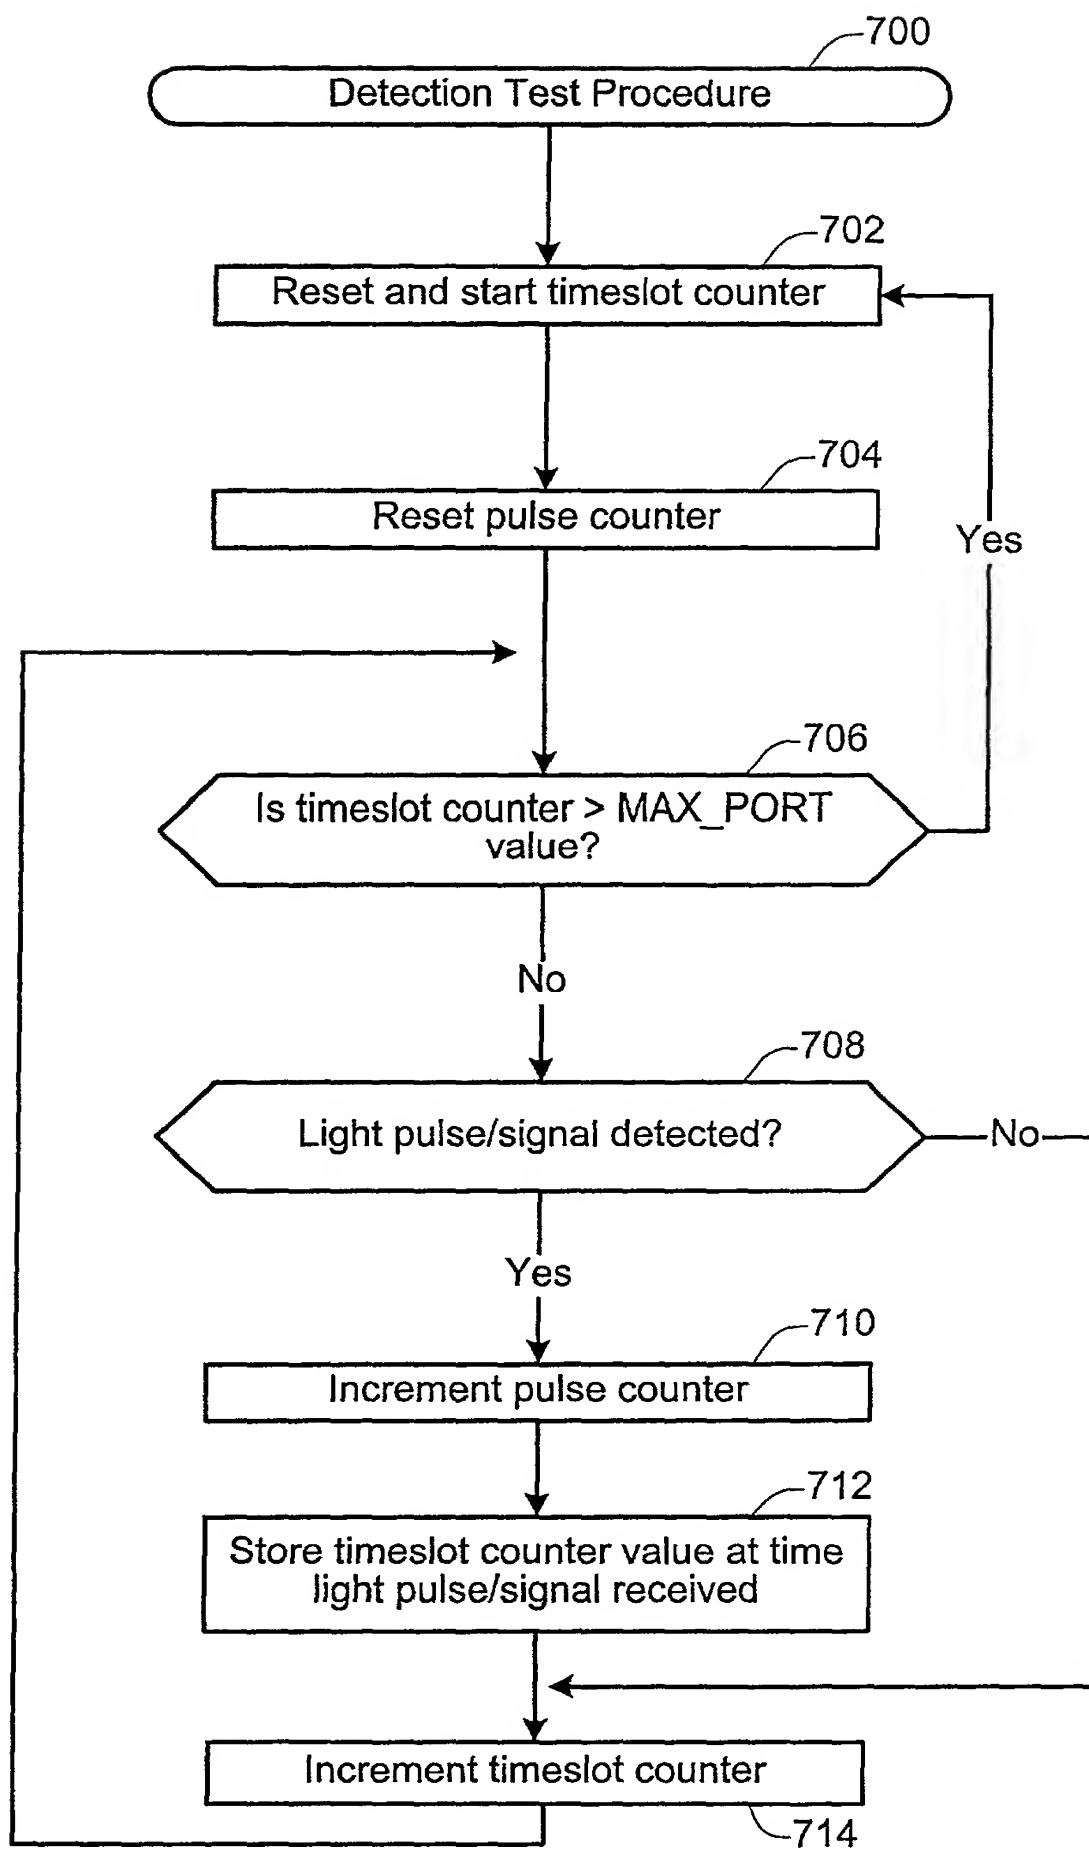 700
Detection Test Procedure
702
Reset and start timeslot counter
704
Reset pulse counter
Yes
706
Is timeslot counter > MAX_PORT
value?
No
708
Light pulse/signal detected?
No
Yes
710
Increment pulse counter
712
Store timeslot counter value at time
light pulse/signal received
Increment timeslot counter
714